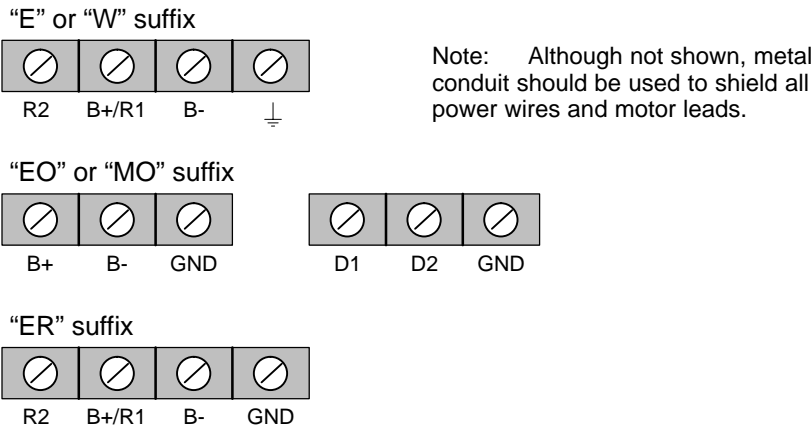 “E” or “W” suffix
R2 B+/R1 B-
Note: Although not shown, metal
conduit should be used to shield all
power wires and motor leads.
“EO” or “MO” suffix
B+ B- GND D1 D2 GND
“ER” suffix
R2 B+/R1 B- GND